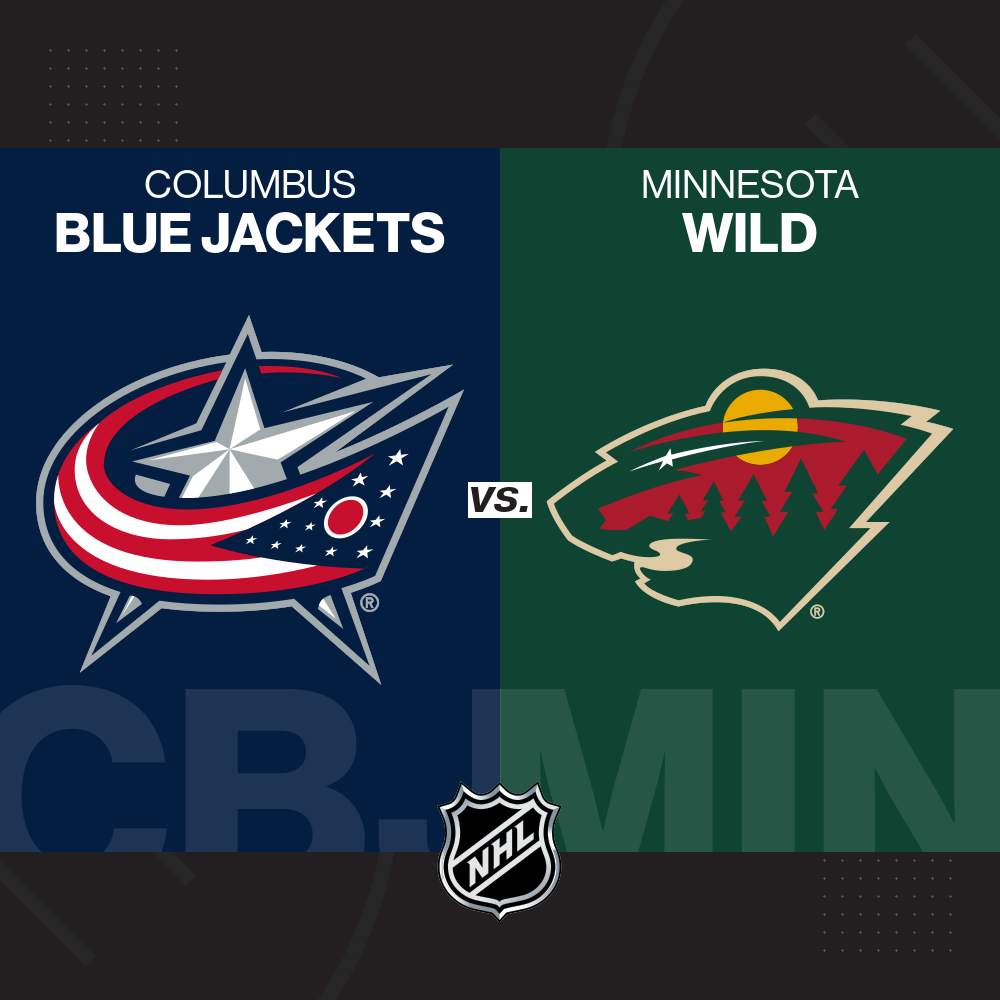 COLUMBUS
BLUE JACKETS
MINNESOTA
WILD
VS.
®
®
CBJ
MIN
NHL